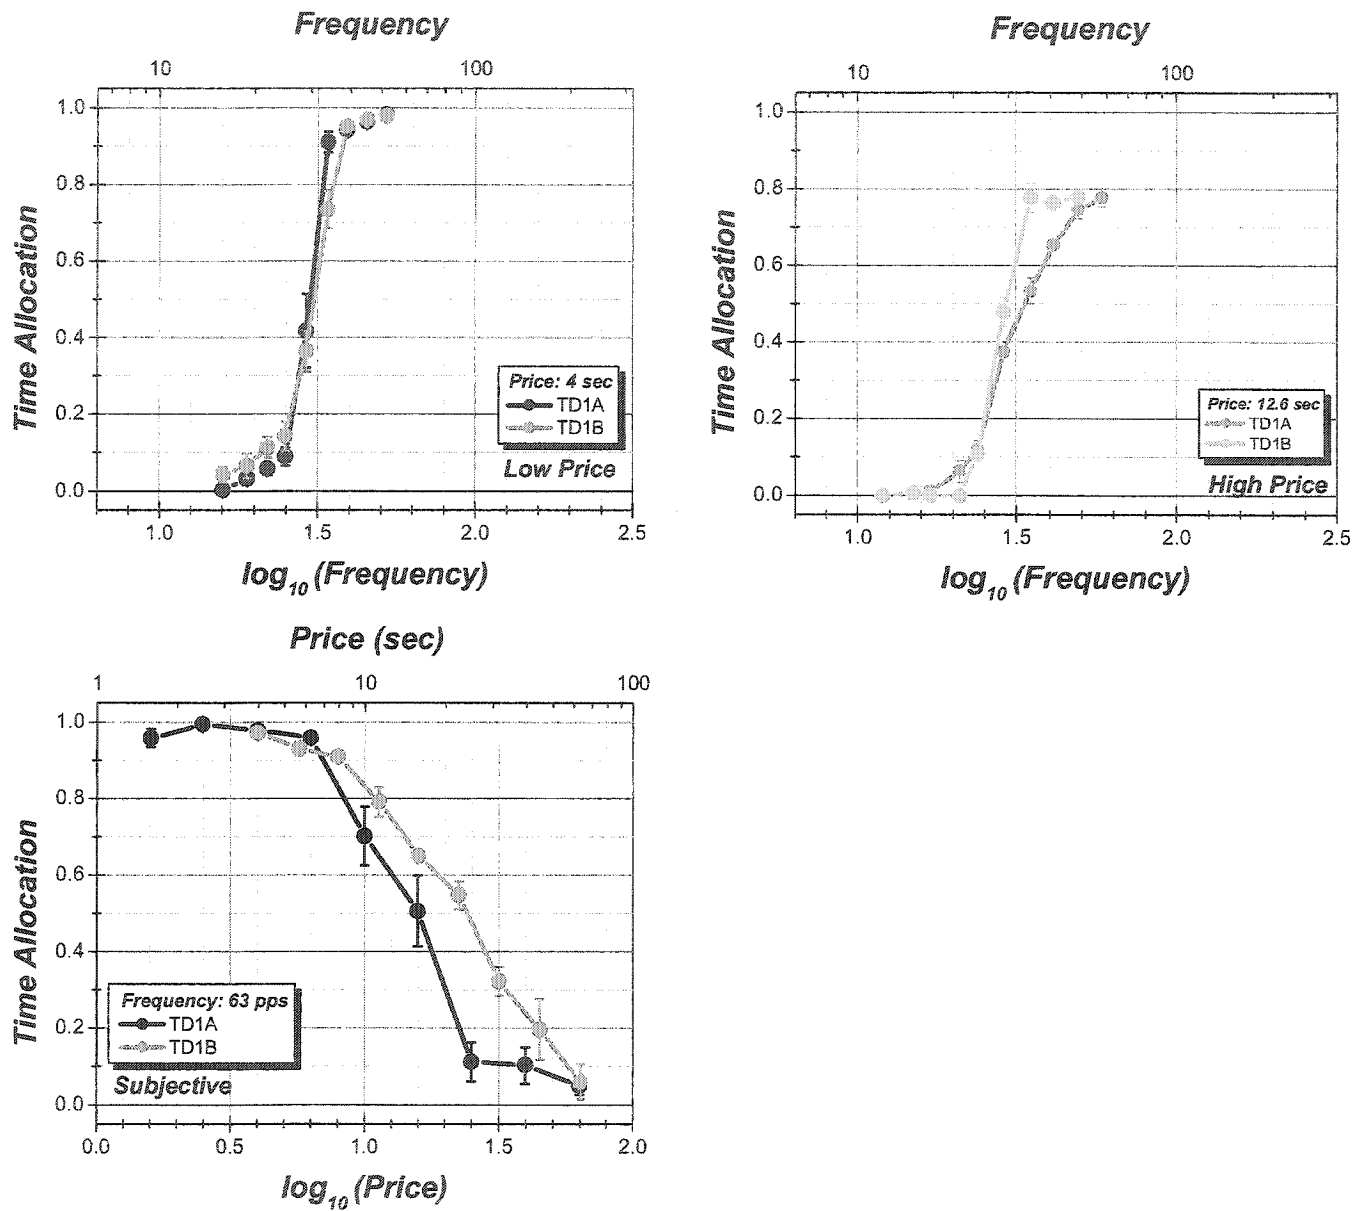 Frequency
10 100
1.0
0.8
0.6
0.4
0.2
0.0
Time Allocation
Price: 4 sec
TD1A
TD1B
Low Price
1.0 1.5 2.0 2.5
log10 (Frequency)
Frequency
10 100
1.0
0.8
0.6
0.4
0.2
0.0
Time Allocation
Price: 12.6 sec
TD1A
TD1B
High Price
1.0 1.5 2.0 2.5
log10 (Frequency)
Price (sec)
1 10 100
1.0
0.8
0.6
0.4
0.2
0.0
Time Allocation
Frequency: 63 pps
TD1A
TD1B
Subjective
0.0 0.5 1.0 1.5 2.0
log10 (Price)